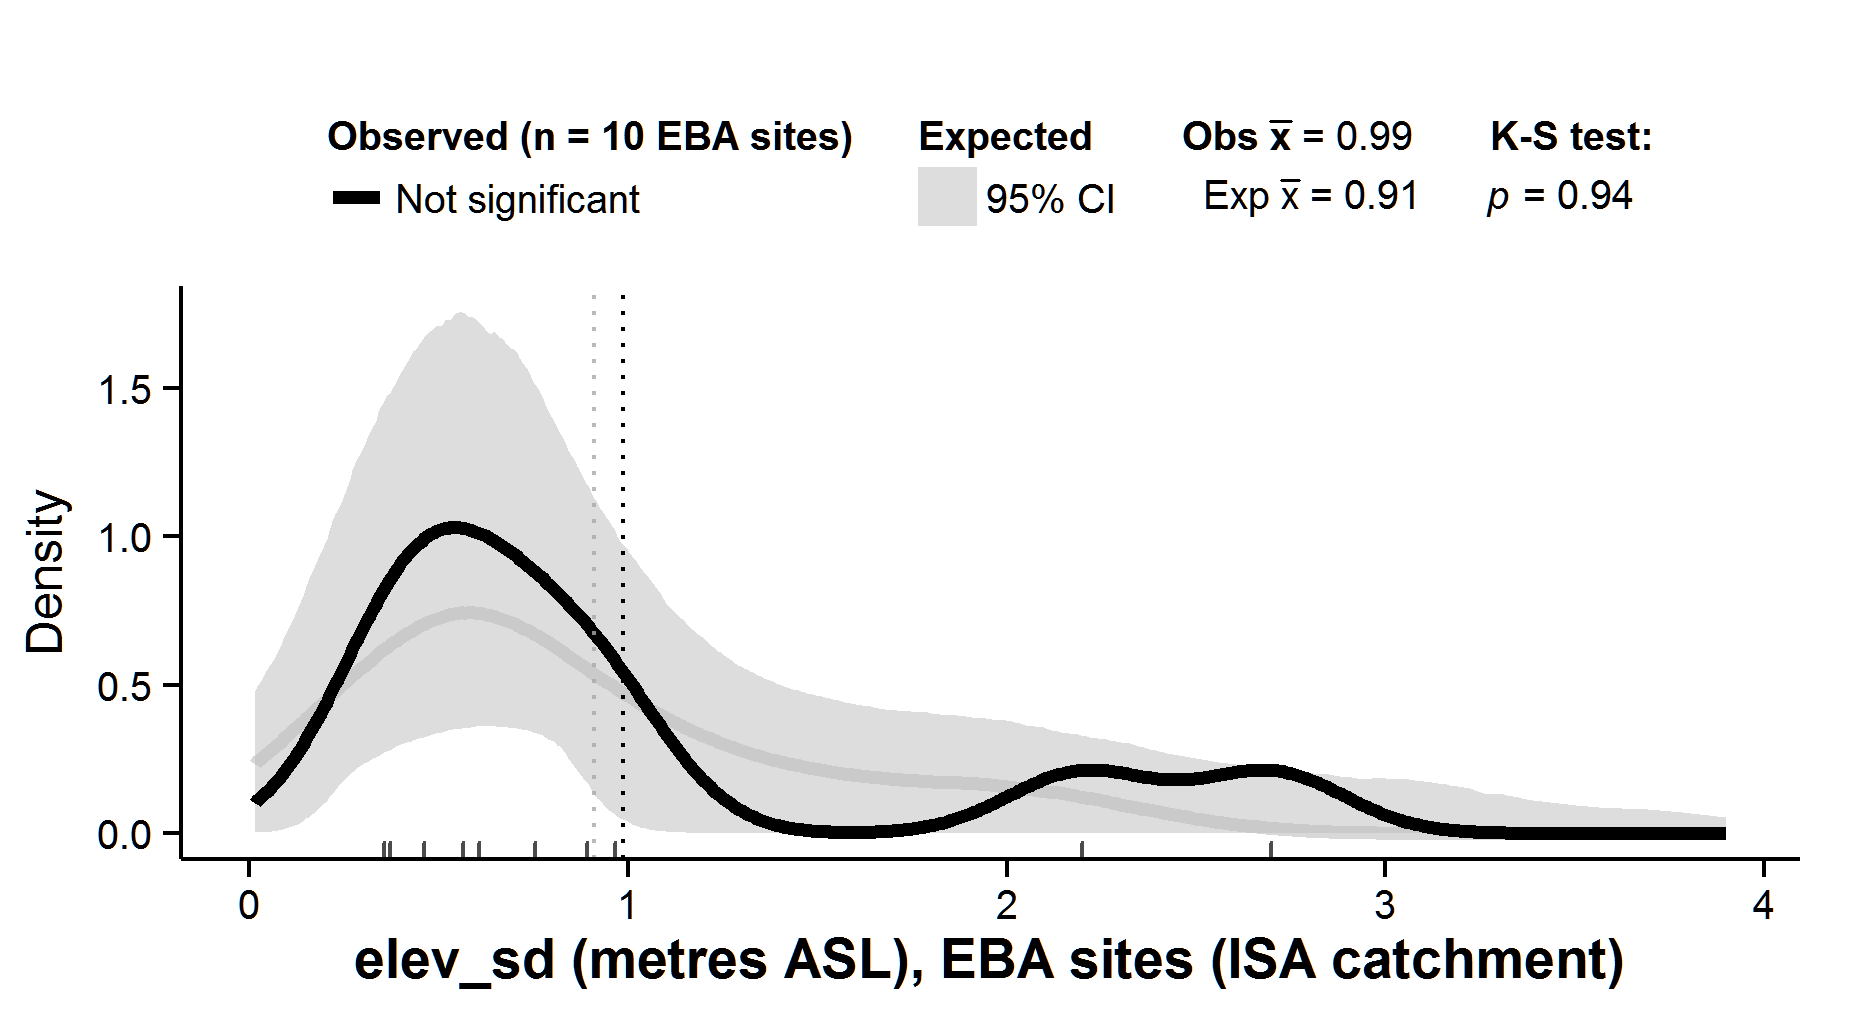 Observed (n = 10 EBA sites) Expected Obs x̅ = 0.99 K-S test:
Not significant 95% CI Exp x̅ = 0.91 p = 0.94
1.5
1.0
0.5
0.0
Density
0 1 2 3 4
elev_sd (metres ASL), EBA sites (ISA catchment)